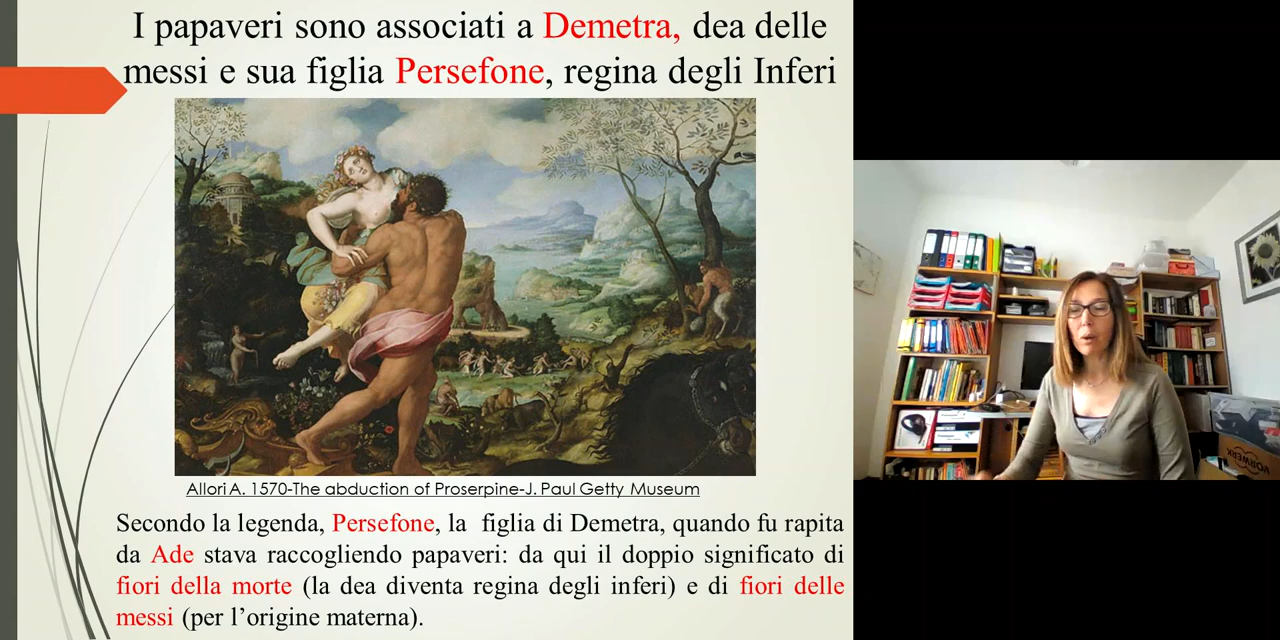 I papaveri sono associati a Demetra, dea delle
messi e sua figlia Persefone, regina degli Inferi
Allori A. 1570-The abduction of Proserpine-J. Paul Getty Museum
Secondo la legenda, Persefone, la figlia di Demetra, quando fu rapita
da Ade stava raccogliendo papaveri: da qui il doppio significato di
fiori della morte (la dea diventa regina degli inferi) e di fiori delle
messi (per l'origine materna).
VORWERK